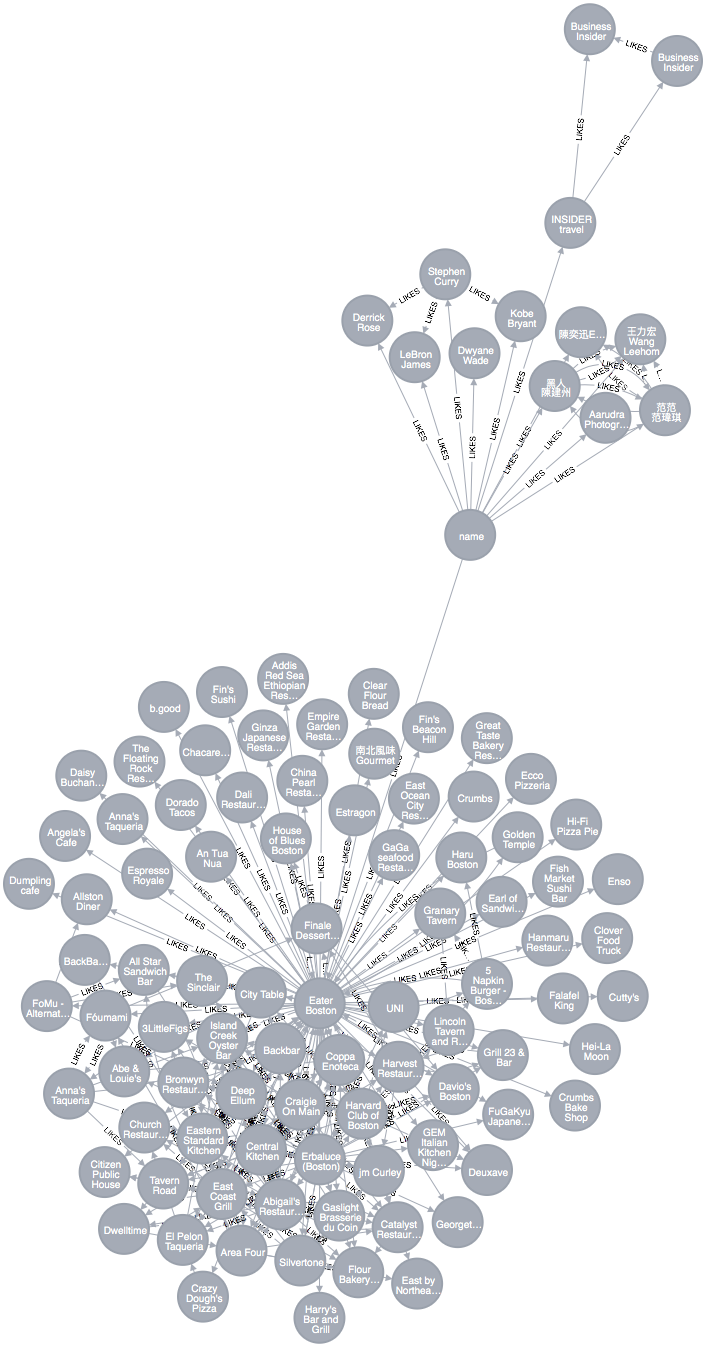 Business
Insider
LIKES
Business
Insider
LIKES
LIKES
INSIDER
travel
Stephen
Curry
LIKES
LIKES
LIKES
Derrick
Rose
Kobe
Bryant
LeBron
James
Dwyane
Wade
LIKES
陳奕迅E...
王力宏
Wang
Leehom
LIKES
LIKES
L...
LIKES
LIKES
黑人
陳建州
范范
范瑋琪
Aarudra
Photogr...
LIKES
LIKES
LIKES
LIKES
LIKES
LIKES
LIKES
LIKES
LIKES
LIKES
LIKES
name
Addis
Red Sea
Ethiopian
Res...
Fin's
Sushi
b.good
Clear
Flour
Bread
Empire
Garden
Resta...
Ginza
Japanese
Resta...
Fin's
Beacon
Hill
Great
Taste
Bakery
Res...
The
Floating
Rock
Res...
Chacare...
南北風味
Gourmet
Daisy
Buchan...
China
Pearl
Resta...
East
Ocean
City
Res...
Ecco
Pizzeria
Dali
Restaur...
Crumbs
Dorado
Tacos
Anna's
Taqueria
Estragon
Angela's
Cafe
House
of Blues
Boston
Golden
Temple
Hi-Fi
Pizza Pie
An Tua
Nua
GaGa
seafood
Resta...
Haru
Boston
Espresso
Royale
Dumpling
cafe
Fish
Market
Sushi
Bar
Enso
Allston
Diner
Earl of
Sandwi...
Granary
Tavern
Finale
Dessert...
Hanmaru
Restaur...
Clover
Food
Truck
BackBa...
All Star
Sandwich
Bar
The
Sinclair
City Table
5
Napkin
Burger -
Bos...
Falafel
King
Cutty's
FoMu -
Alternat...
Eater
Boston
UNI
Fóumami
3LittleFigs
Island
Creek
Oyster
Bar
Lincoln
Tavern
and R...
Backbar
Coppa
Enoteca
Hei-La
Moon
Grill 23 &
Bar
Harvest
Restaur...
Abe &
Louie's
Bronwyn
Restaur...
Anna's
Taqueria
Deep
Ellum
Craigie
On Main
Davio's
Boston
Harvard
Club of
Boston
Crumbs
Bake
Shop
FuGaKyu
Japane...
Church
Restaur...
Eastern
Standard
Kitchen
Central
Kitchen
GEM
Italian
Kitchen
Nig...
Erbaluce
(Boston)
jm Curley
Citizen
Public
House
Tavern
Road
Deuxave
East
Coast
Grill
Abigail's
Restaur...
Gaslight
Brasserie
du Coin
Catalyst
Restaur...
Georget...
Dwelltime
El Pelon
Taqueria
Area Four
Silvertone
Flour
Bakery...
East by
Northea...
Crazy
Dough's
Pizza
Harry's
Bar and
Grill